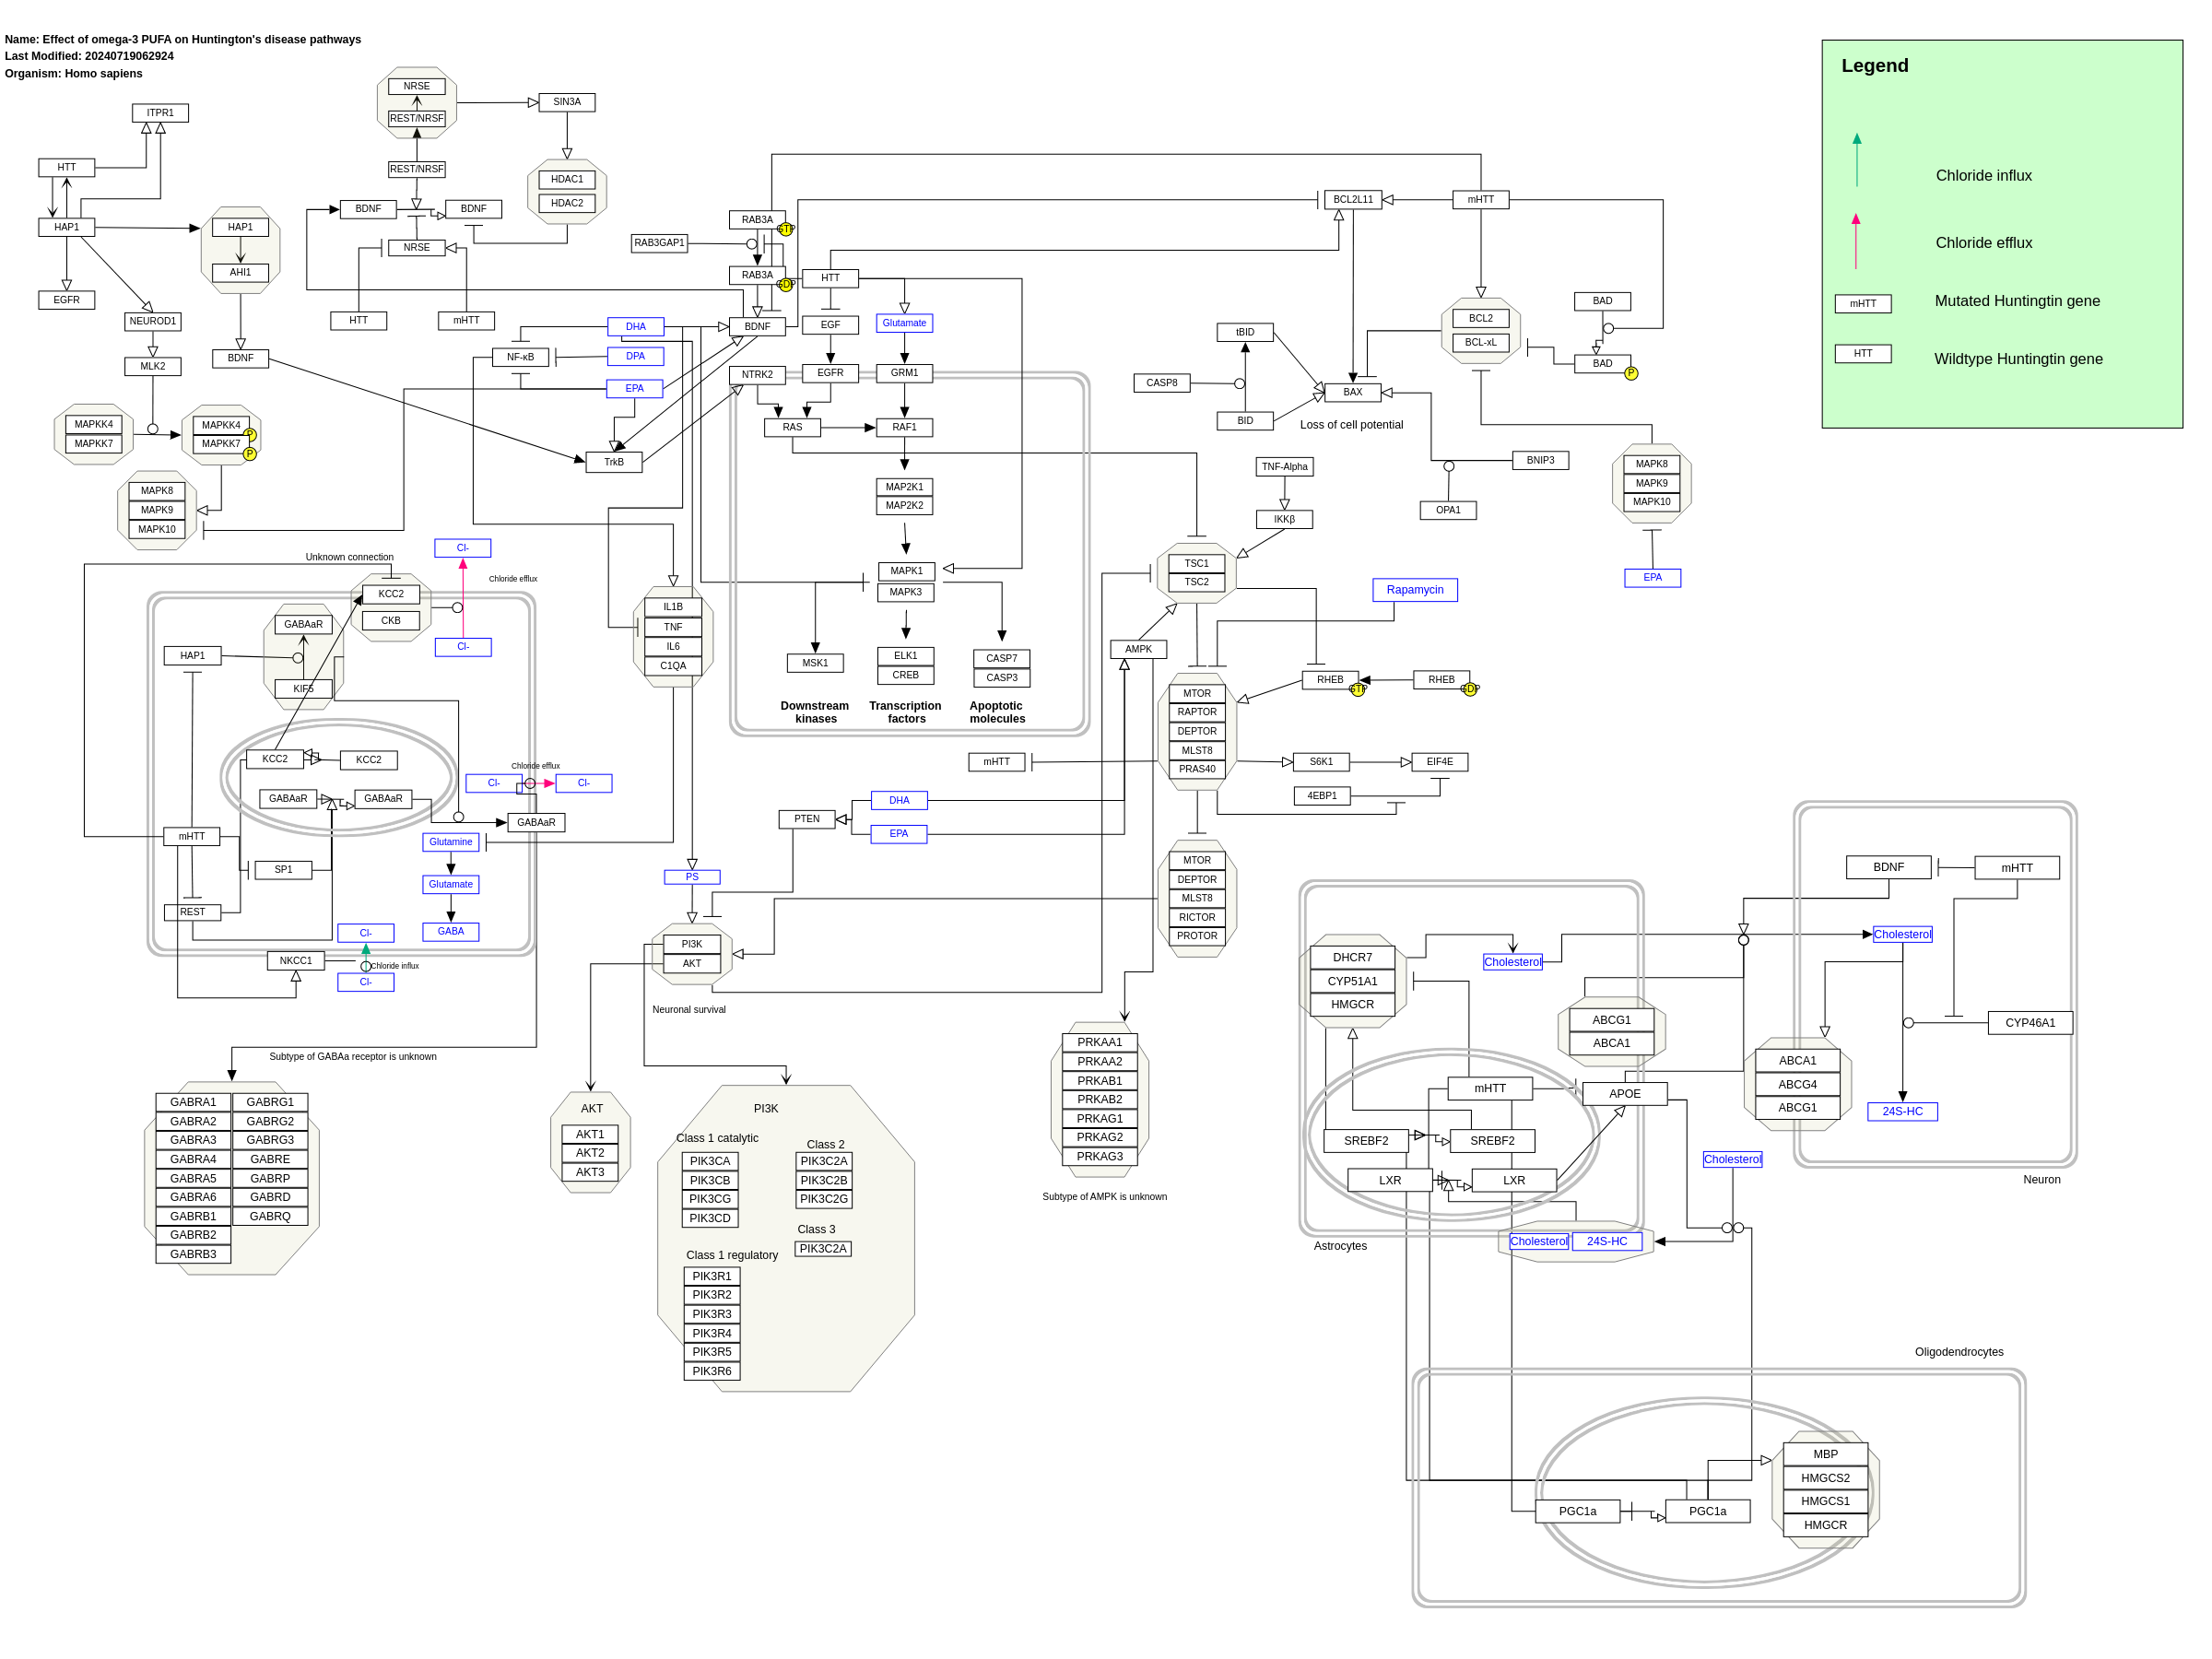 Name: Effect of omega-3 PUFA on Huntington's disease pathways
Last Modified: 20240719062924
Organism: Homo sapiens
Legend
Chloride influx
Chloride efflux
mHTT
Mutated Huntingtin gene
HTT
Wildtype Huntingtin gene
ITPR1
HTT
HAP1
EGFR
HAP1
AHI1
NEUROD1
MLK2
BDNF
MAPKK4
MAPKK7
MAPKK4
P
MAPKK7
P
MAPK8
MAPK9
MAPK10
NRSE
REST/NRSF
REST/NRSF
SIN3A
HDAC1
HDAC2
BDNF
BDNF
NRSE
HTT
mHTT
RAB3A
GTP
RAB3GAP1
RAB3A
GDP
HTT
BDNF
EGF
Glutamate
DHA
DPA
EPA
NF-κB
TrkB
NTRK2
EGFR
GRM1
RAS
RAF1
MAP2K1
MAP2K2
MAPK1
MAPK3
MSK1
ELK1
CREB
CASP7
CASP3
Downstream
kinases
Transcription
factors
Apoptotic
molecules
BCL2L11
mHTT
BCL2
BCL-xL
BAD
BAD
P
tBID
CASP8
BID
BAX
Loss of cell potential
BNIP3
OPA1
MAPK8
MAPK9
MAPK10
EPA
TNF-Alpha
IKKβ
TSC1
TSC2
Rapamycin
AMPK
RHEB
GTP
RHEB
GDP
MTOR
RAPTOR
DEPTOR
MLST8
PRAS40
mHTT
S6K1
EIF4E
4EBP1
MTOR
DEPTOR
MLST8
RICTOR
PROTOR
IL1B
TNF
IL6
C1QA
PTEN
DHA
EPA
PS
PI3K
AKT
Neuronal survival
Unknown connection
Cl-
Chloride efflux
KCC2
CKB
Cl-
GABAaR
KIF5
HAP1
KCC2
KCC2
GABAaR
GABAaR
Chloride efflux
Cl-
Cl-
GABAaR
mHTT
SP1
REST
Glutamine
Glutamate
GABA
Cl-
NKCC1
Chloride influx
Cl-
Subtype of GABAa receptor is unknown
GABRA1
GABRA2
GABRA3
GABRA4
GABRA5
GABRA6
GABRB1
GABRB2
GABRB3
GABRG1
GABRG2
GABRG3
GABRE
GABRP
GABRD
GABRQ
AKT
AKT1
AKT2
AKT3
PI3K
Class 1 catalytic
PIK3CA
PIK3CB
PIK3CG
PIK3CD
Class 2
PIK3C2A
PIK3C2B
PIK3C2G
Class 3
PIK3C2A
Class 1 regulatory
PIK3R1
PIK3R2
PIK3R3
PIK3R4
PIK3R5
PIK3R6
PRKAA1
PRKAA2
PRKAB1
PRKAB2
PRKAG1
PRKAG2
PRKAG3
Subtype of AMPK is unknown
DHCR7
CYP51A1
HMGCR
Cholesterol
ABCG1
ABCA1
mHTT
APOE
SREBF2
SREBF2
LXR
LXR
Astrocytes
Cholesterol
24S-HC
Cholesterol
BDNF
mHTT
Cholesterol
CYP46A1
ABCA1
ABCG4
ABCG1
24S-HC
Neuron
Oligodendrocytes
PGC1a
PGC1a
MBP
HMGCS2
HMGCS1
HMGCR